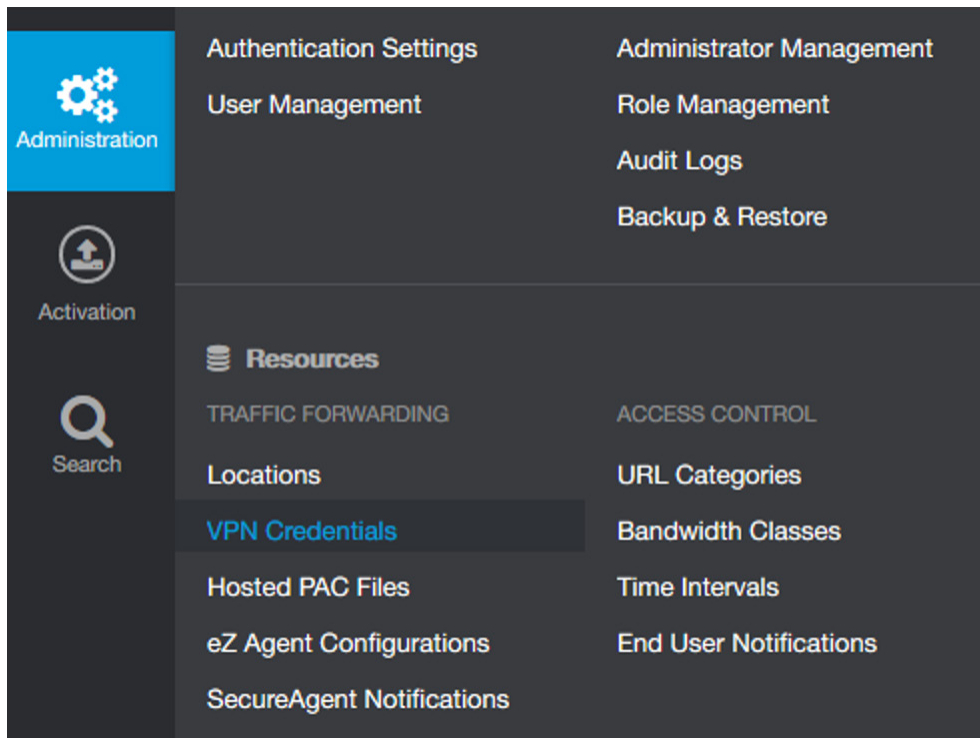 Administration
Activation
Search
Authentication Settings
User Management
Administrator Management
Role Management
Audit Logs
Backup & Restore
Resources
TRAFFIC FORWARDING
Locations
VPN Credentials
Hosted PAC Files
eZ Agent Configurations
SecureAgent Notifications
ACCESS CONTROL
URL Categories
Bandwidth Classes
Time Intervals
End User Notifications